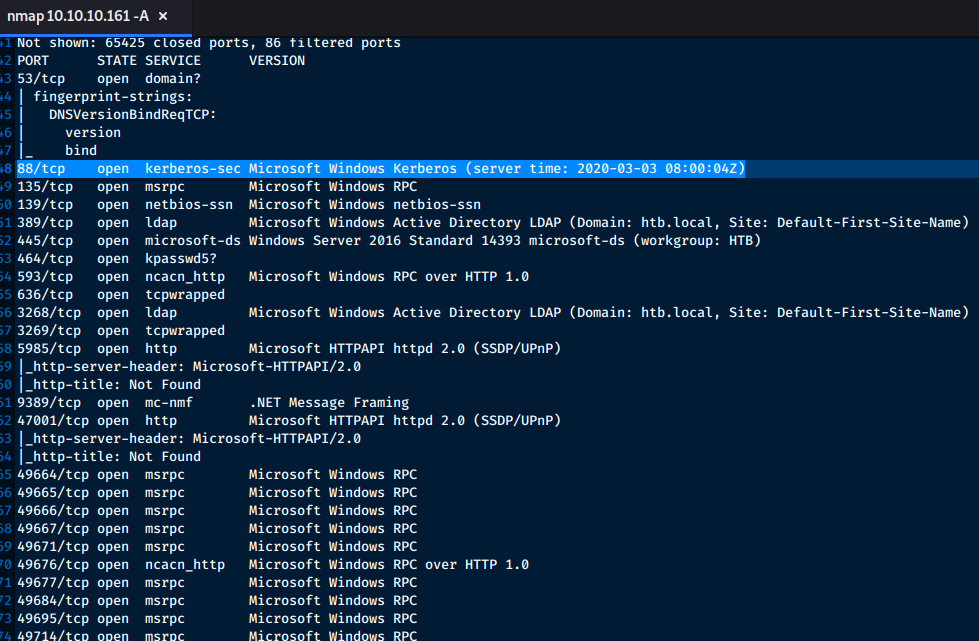 nmap 10.10.10.161 -A ×
41 Not shown: 65425 closed ports, 86 filtered ports
42 PORT      STATE SERVICE      VERSION
43 53/tcp    open  domain?
44 | fingerprint-strings:
45 |   DNSVersionBindReqTCP:
46 |     version
47 |_    bind
48 88/tcp    open  kerberos-sec Microsoft Windows Kerberos (server time: 2020-03-03 08:00:04Z)
49 135/tcp   open  msrpc        Microsoft Windows RPC
50 139/tcp   open  netbios-ssn  Microsoft Windows netbios-ssn
51 389/tcp   open  ldap         Microsoft Windows Active Directory LDAP (Domain: htb.local, Site: Default-First-Site-Name)
52 445/tcp   open  microsoft-ds Windows Server 2016 Standard 14393 microsoft-ds (workgroup: HTB)
53 464/tcp   open  kpasswd5?
54 593/tcp   open  ncacn_http   Microsoft Windows RPC over HTTP 1.0
55 636/tcp   open  tcpwrapped
56 3268/tcp  open  ldap         Microsoft Windows Active Directory LDAP (Domain: htb.local, Site: Default-First-Site-Name)
57 3269/tcp  open  tcpwrapped
58 5985/tcp  open  http         Microsoft HTTPAPI httpd 2.0 (SSDP/UPnP)
59 |_http-server-header: Microsoft-HTTPAPI/2.0
60 |_http-title: Not Found
61 9389/tcp  open  mc-nmf       .NET Message Framing
62 47001/tcp open  http         Microsoft HTTPAPI httpd 2.0 (SSDP/UPnP)
63 |_http-server-header: Microsoft-HTTPAPI/2.0
64 |_http-title: Not Found
65 49664/tcp open  msrpc        Microsoft Windows RPC
66 49665/tcp open  msrpc        Microsoft Windows RPC
67 49666/tcp open  msrpc        Microsoft Windows RPC
68 49667/tcp open  msrpc        Microsoft Windows RPC
69 49671/tcp open  msrpc        Microsoft Windows RPC
70 49676/tcp open  ncacn_http   Microsoft Windows RPC over HTTP 1.0
71 49677/tcp open  msrpc        Microsoft Windows RPC
72 49684/tcp open  msrpc        Microsoft Windows RPC
73 49695/tcp open  msrpc        Microsoft Windows RPC
74 49714/tcp open  msrpc        Microsoft Windows RPC